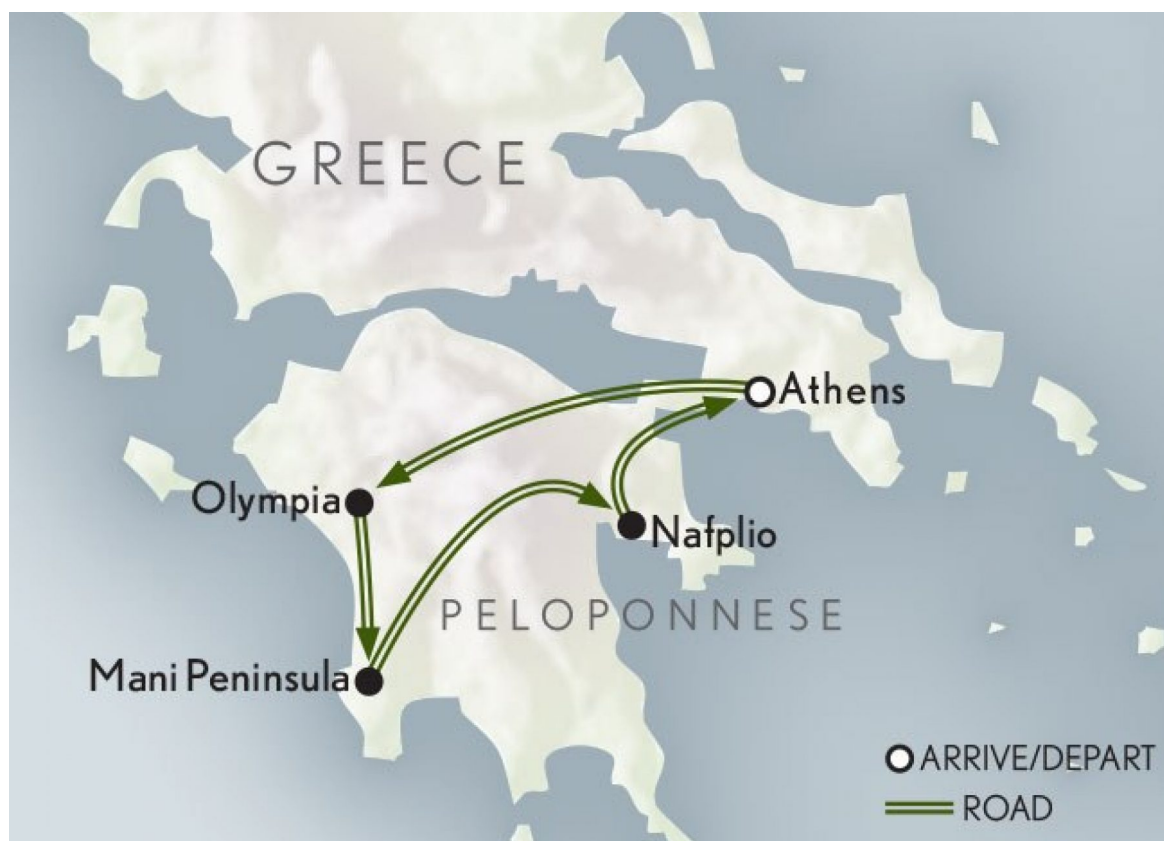 GREECE
Athens
Olympia
Nafplio
PELOPONNESE
Mani Peninsula
ARRIVE/DEPART
ROAD